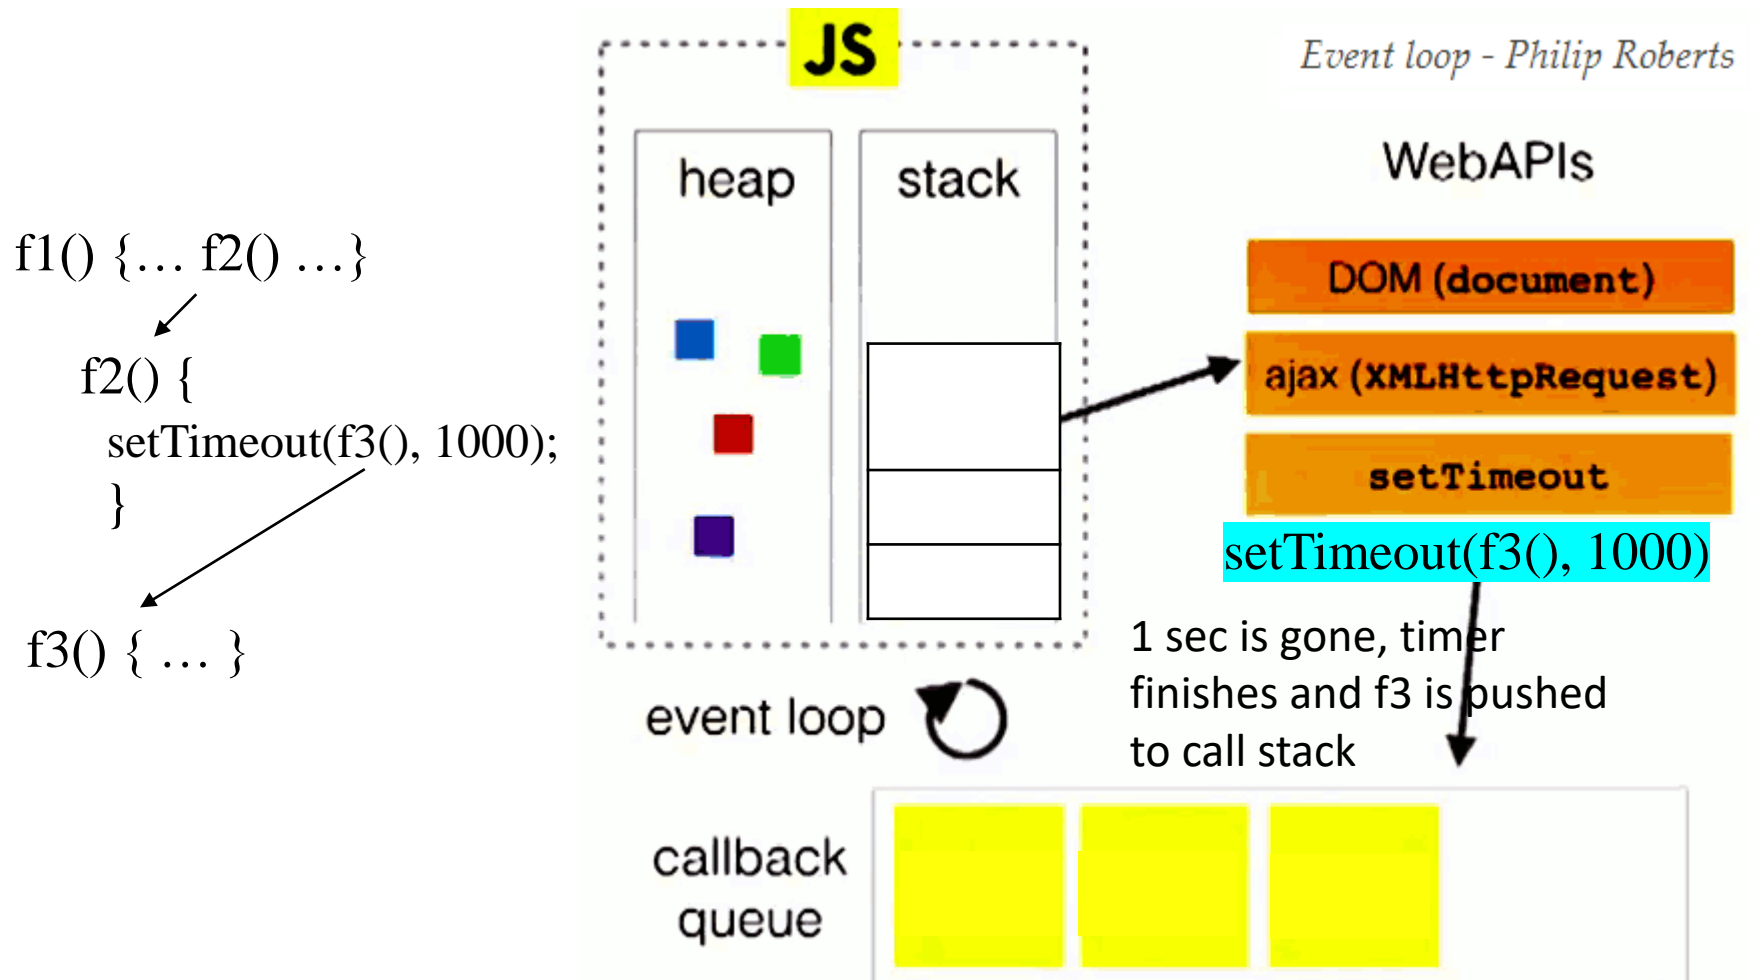 JS
Event loop - Philip Roberts
heap
stack
WebAPIs
f1() {… f2() …}
DOM (document)
f2() {
ajax (XMLHttpRequest)
setTimeout(f3(), 1000);
setTimeout
}
setTimeout(f3(), 1000)
f3() { … }
1 sec is gone, timer
finishes and f3 is pushed
to call stack
event loop
callback
queue